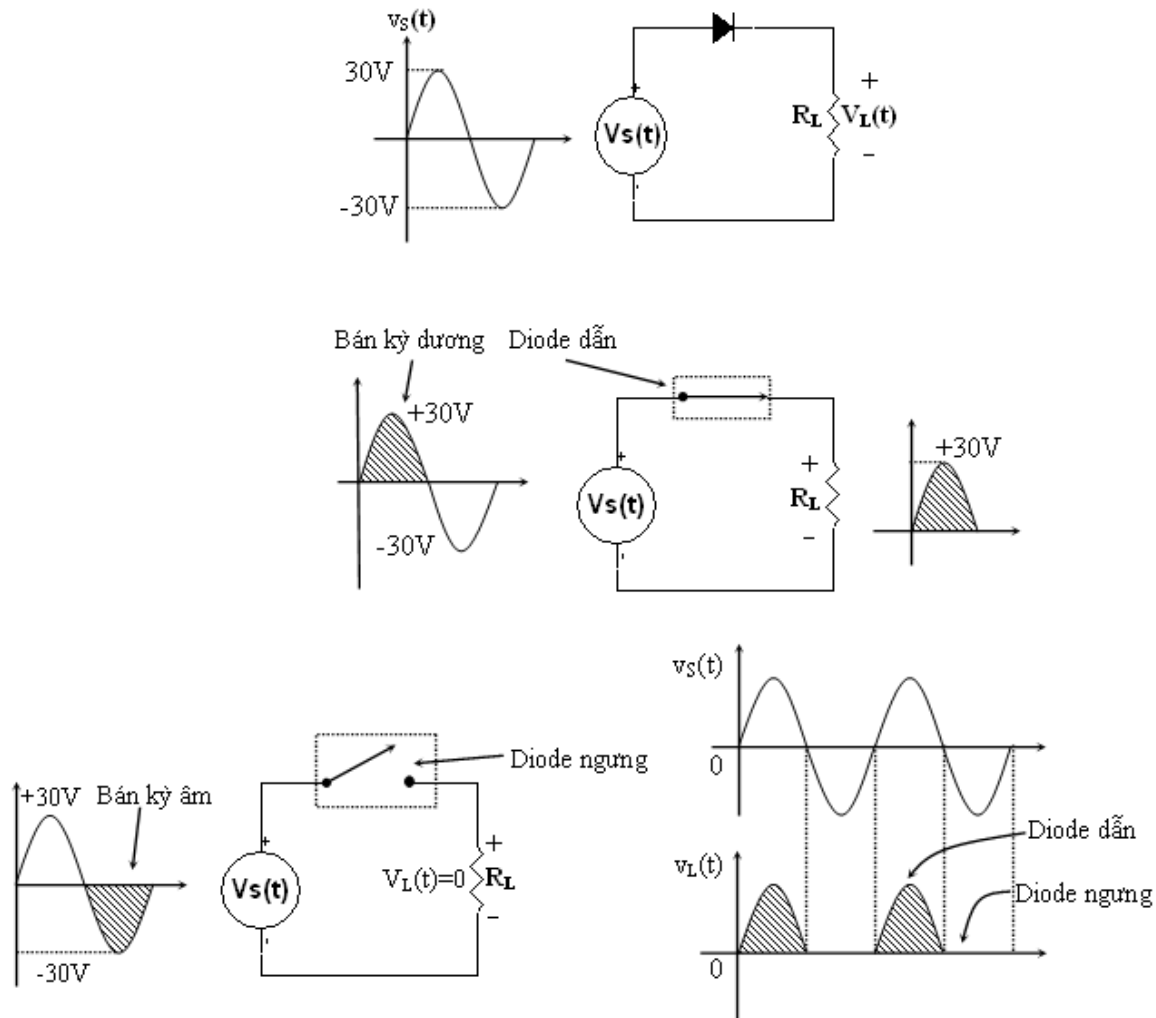 vS(t)
30V
-30V
Vs(t)
+
RL
VL(t)
+
-
Bán kỳ dương
Diode dẫn
+30V
-30V
Vs(t)
+
RL
+
-
+30V
+30V
Bán kỳ âm
-30V
Diode ngưng
Vs(t)
+
VL(t)=0
RL
+
-
vS(t)
0
vL(t)
0
Diode dẫn
Diode ngưng